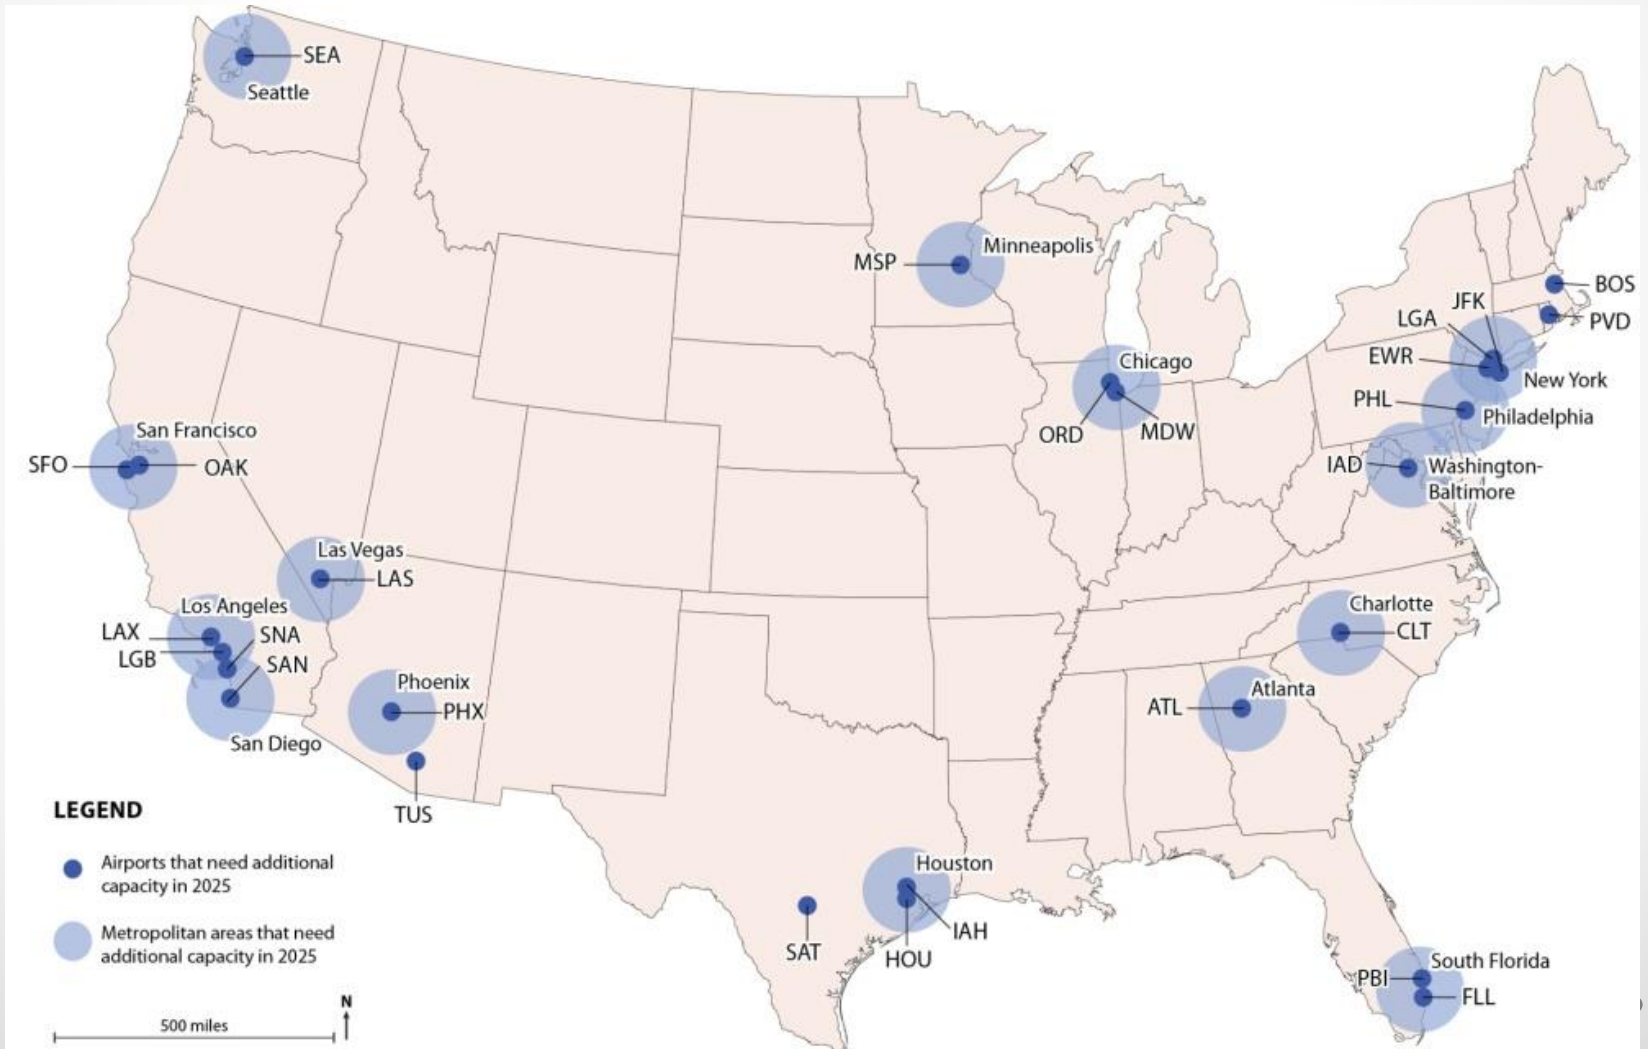 SEA
Seattle
MSP
Minneapolis
BOS
JFK
LGA
PVD
EWR
New York
Chicago
PHL
Philadelphia
ORD
MDW
San Francisco
SFO
OAK
IAD
Washington-
Baltimore
Las Vegas
LAS
Los Angeles
LAX
SNA
LGB
SAN
Charlotte
CLT
Phoenix
PHX
San Diego
Atlanta
ATL
TUS
LEGEND
Airports that need additional
capacity in 2025
Metropolitan areas that need
additional capacity in 2025
N
500 miles
Houston
IAH
HOU
SAT
South Florida
PBI
FLL